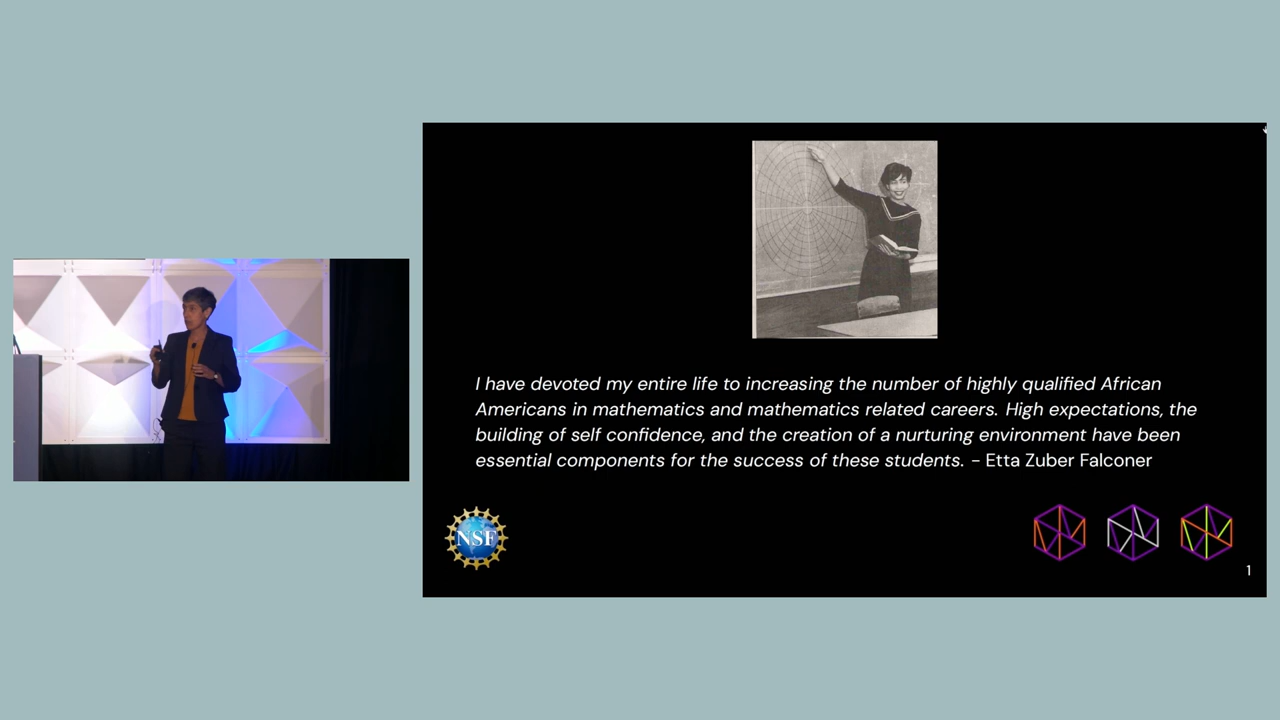 I have devoted my entire life to increasing the number of highly qualified African
Americans in mathematics and mathematics related careers. High expectations, the
building of self confidence, and the creation of a nurturing environment have been
essential components for the success of these students. – Etta Zuber Falconer
NSF
1